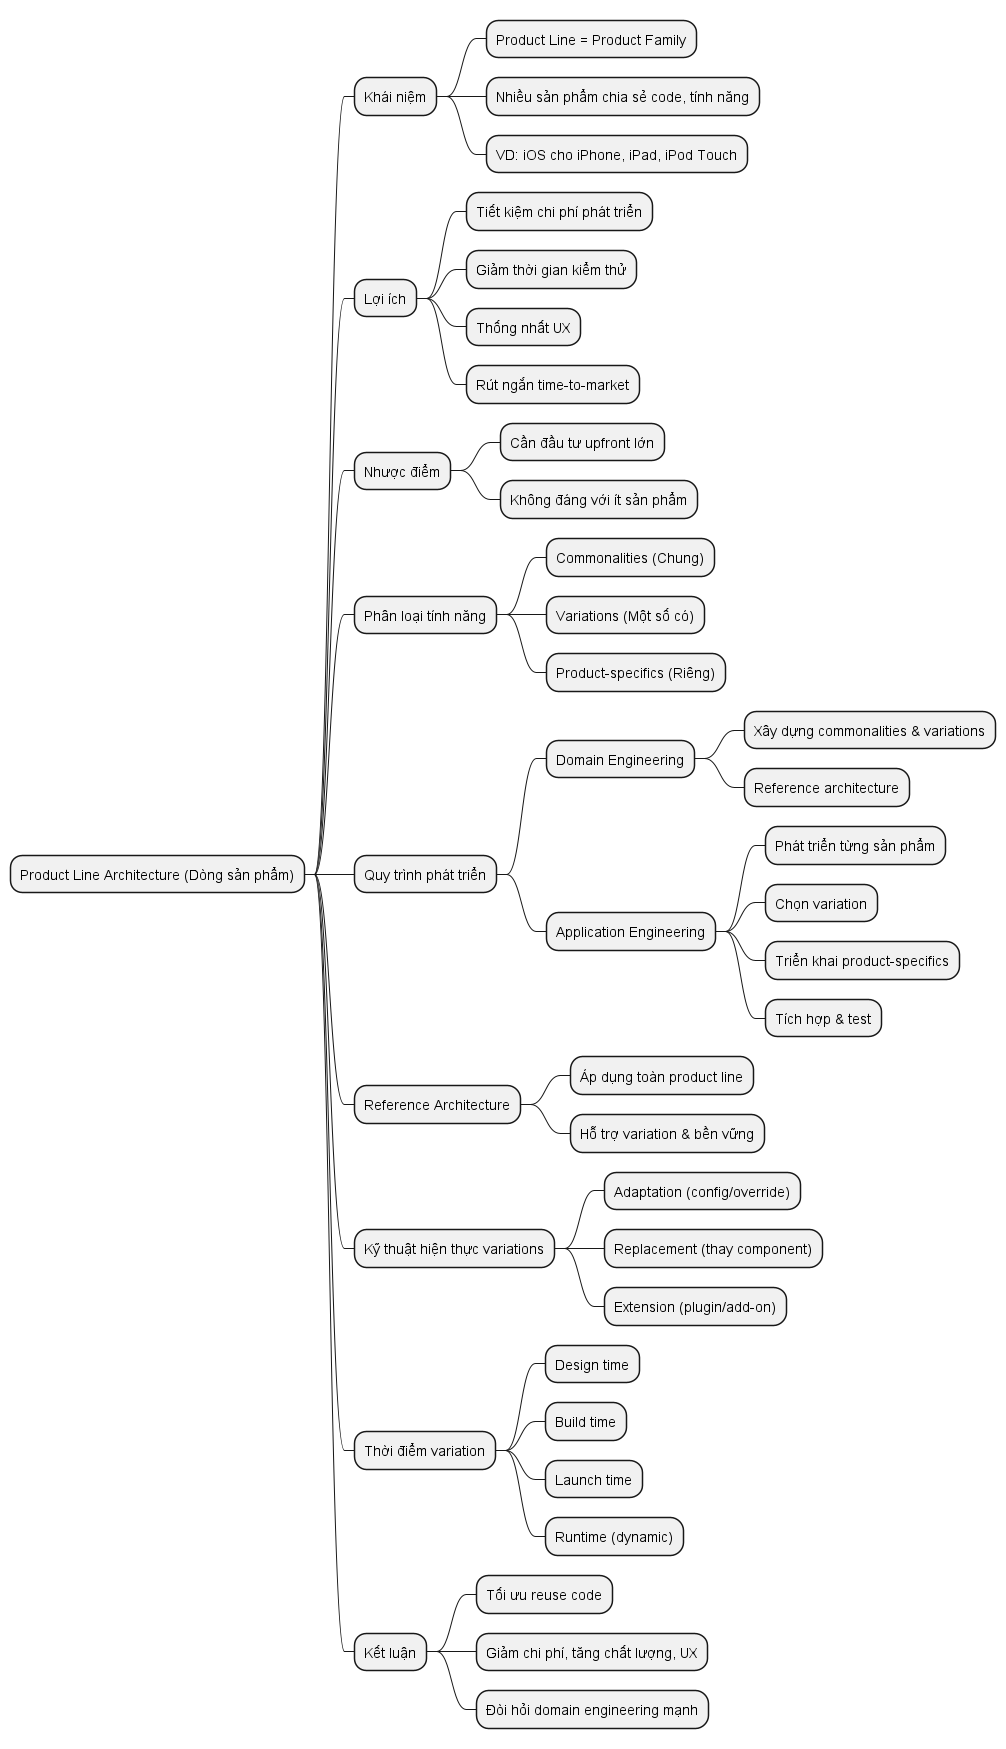 Product Line Architecture (Dòng sản phẩm)
Khái niệm
Product Line = Product Family
Nhiều sản phẩm chia sẻ code, tính năng
VD: iOS cho iPhone, iPad, iPod Touch
Lợi ích
Tiết kiệm chi phí phát triển
Giảm thời gian kiểm thử
Thống nhất UX
Rút ngắn time-to-market
Nhược điểm
Cần đầu tư upfront lớn
Không đáng với ít sản phẩm
Phân loại tính năng
Commonalities (Chung)
Variations (Một số có)
Product-specifics (Riêng)
Quy trình phát triển
Domain Engineering
Xây dựng commonalities & variations
Reference architecture
Application Engineering
Phát triển từng sản phẩm
Chọn variation
Triển khai product-specifics
Tích hợp & test
Reference Architecture
Áp dụng toàn product line
Hỗ trợ variation & bền vững
Kỹ thuật hiện thực variations
Adaptation (config/override)
Replacement (thay component)
Extension (plugin/add-on)
Thời điểm variation
Design time
Build time
Launch time
Runtime (dynamic)
Kết luận
Tối ưu reuse code
Giảm chi phí, tăng chất lượng, UX
Đòi hỏi domain engineering mạnh